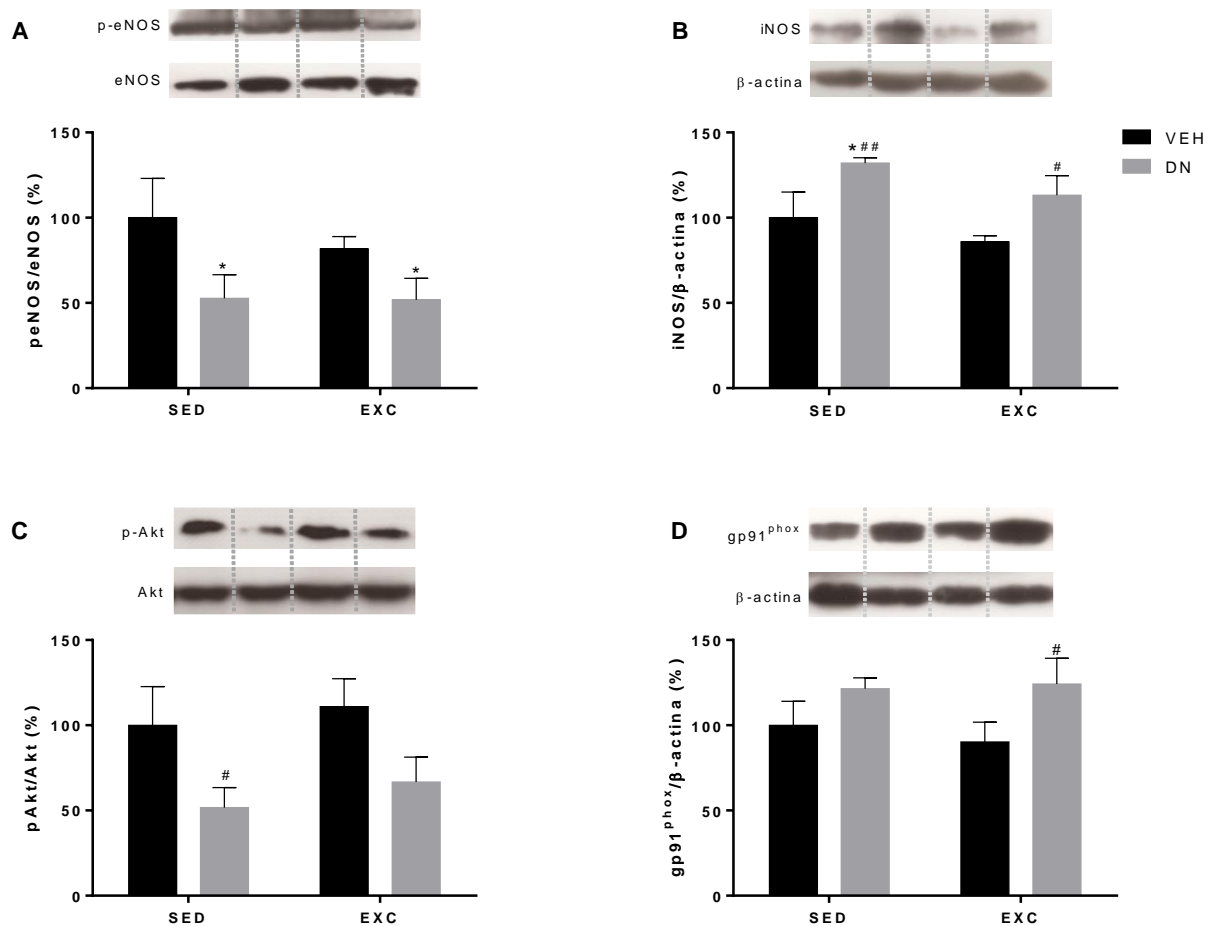 A
p-eNOS
eNOS
peNOS/eNOS (%)
150
100
50
0
*
*
SED
EXC
B
iNOS
β-actina
iNOS/β-actina (%)
150
100
50
0
* ##
#
SED
EXC
VEH
DN
C
p-Akt
Akt
pAkt/Akt (%)
150
100
50
0
#
SED
EXC
D
gp91phox
β-actina
gp91phox/β-actina (%)
150
100
50
0
#
SED
EXC